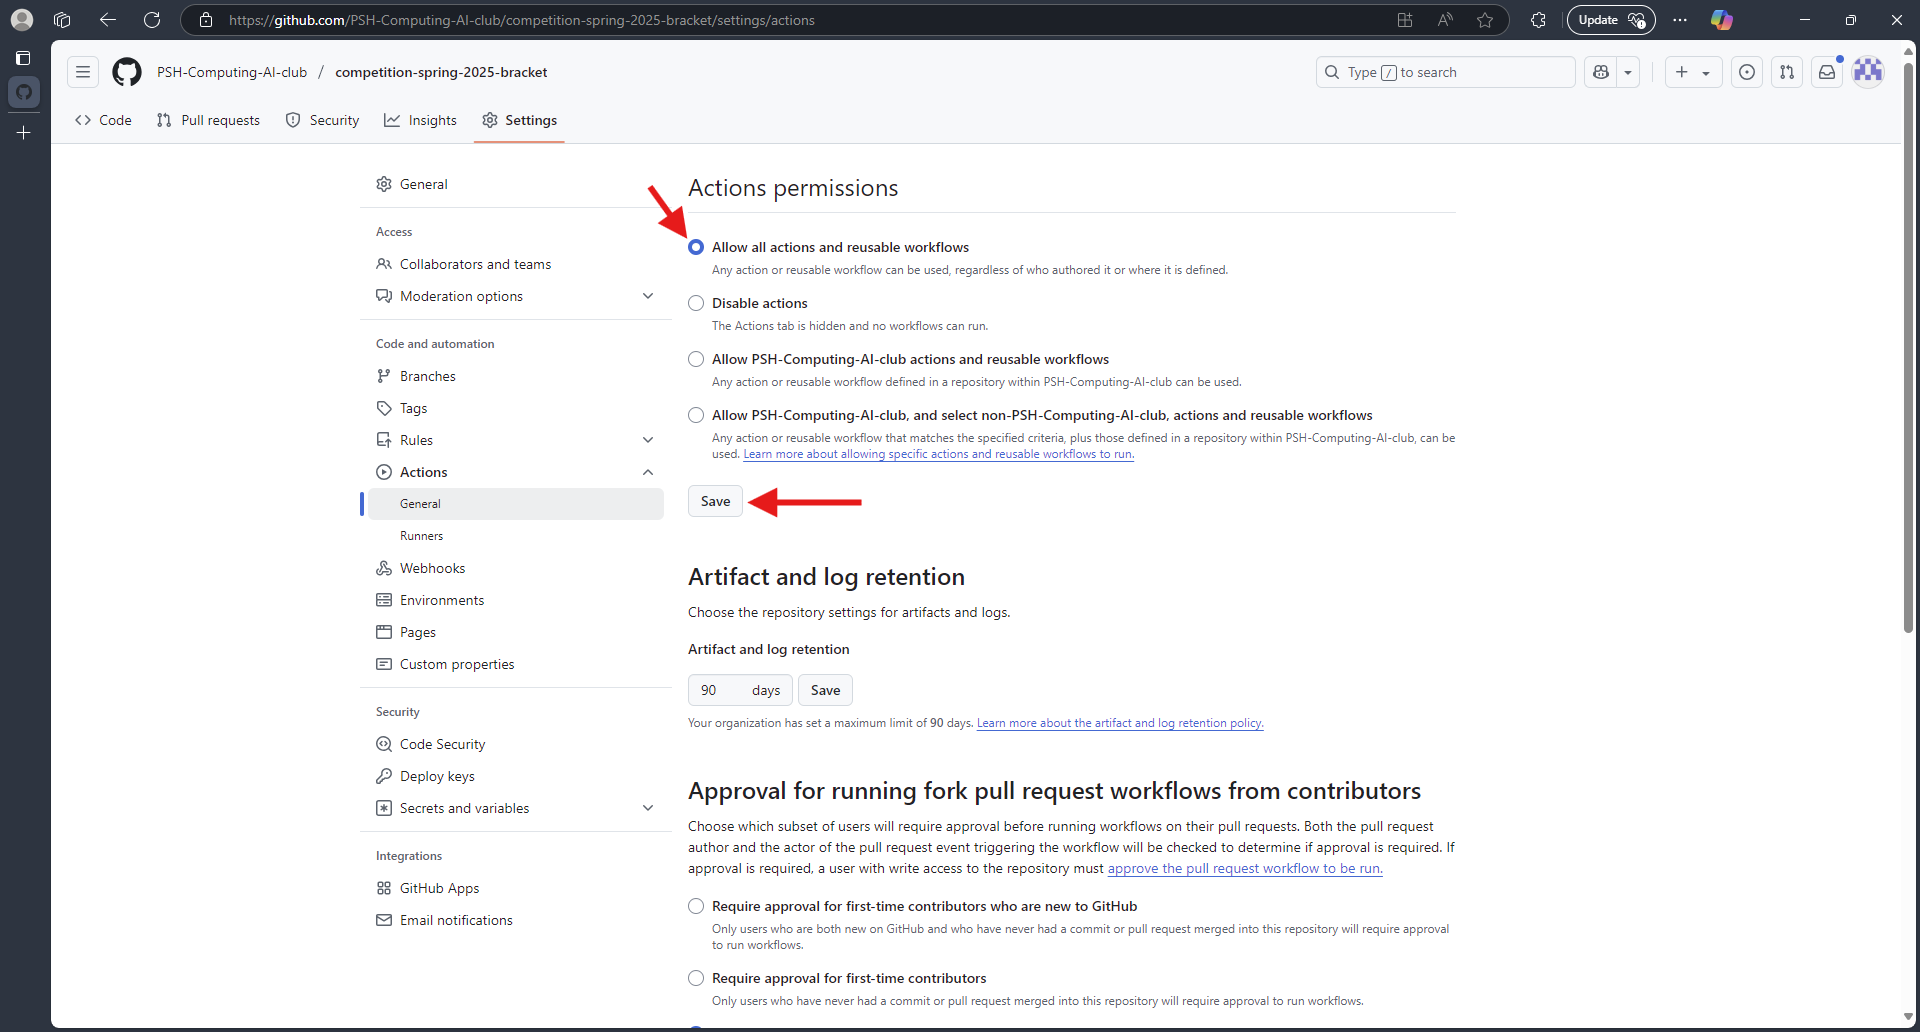 https://github.com/PSH-Computing-AI-club/competition-spring-2025-bracket/settings/actions
Update
PSH-Computing-AI-club / competition-spring-2025-bracket
Type / to search
Code
Pull requests
Security
Insights
Settings
General
Access
Collaborators and teams
Moderation options
Code and automation
Branches
Tags
Rules
Actions
General
Runners
Webhooks
Environments
Pages
Custom properties
Security
Code Security
Deploy keys
Secrets and variables
Integrations
GitHub Apps
Email notifications
Actions permissions
Allow all actions and reusable workflows
Any action or reusable workflow can be used, regardless of who authored it or where it is defined.
Disable actions
The Actions tab is hidden and no workflows can run.
Allow PSH-Computing-AI-club actions and reusable workflows
Any action or reusable workflow defined in a repository within PSH-Computing-AI-club can be used.
Allow PSH-Computing-AI-club, and select non-PSH-Computing-AI-club, actions and reusable workflows
Any action or reusable workflow that matches the specified criteria, plus those defined in a repository within PSH-Computing-AI-club, can be
used. Learn more about allowing specific actions and reusable workflows to run.
Save
Artifact and log retention
Choose the repository settings for artifacts and logs.
Artifact and log retention
90 days Save
Your organization has set a maximum limit of 90 days. Learn more about the artifact and log retention policy.
Approval for running fork pull request workflows from contributors
Choose which subset of users will require approval before running workflows on their pull requests. Both the pull request
author and the actor of the pull request event triggering the workflow will be checked to determine if approval is required. If
approval is required, a user with write access to the repository must approve the pull request workflow to be run.
Require approval for first-time contributors who are new to GitHub
Only users who are both new on GitHub and who have never had a commit or pull request merged into this repository will require approval
to run workflows.
Require approval for first-time contributors
Only users who have never had a commit or pull request merged into this repository will require approval to run workflows.